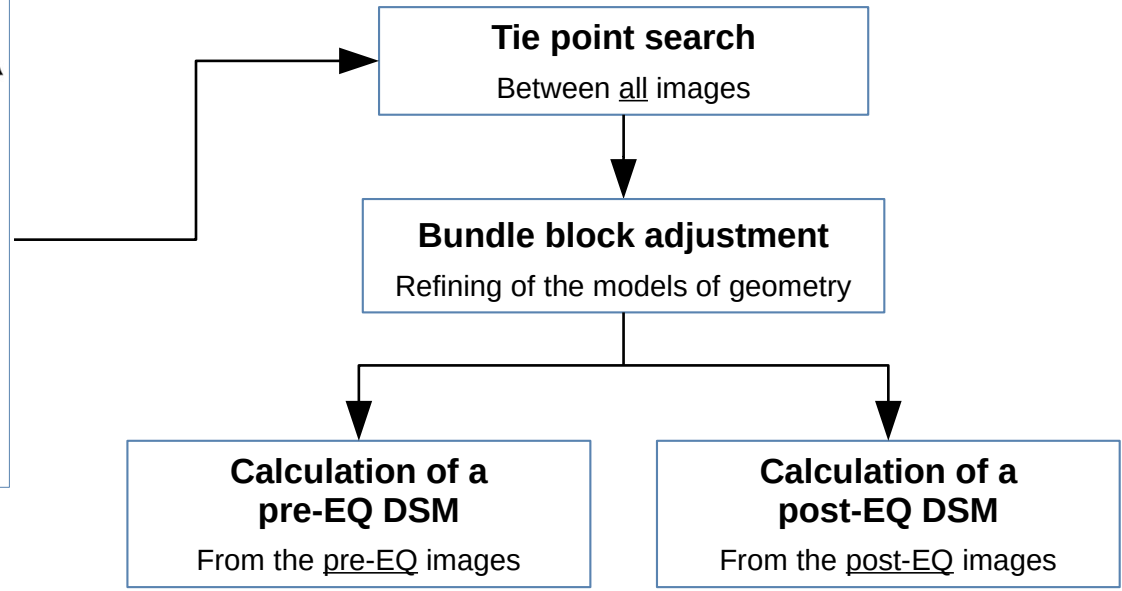 Tie point search
Between all images
Bundle block adjustment
Refining of the models of geometry
Calculation of a
pre-EQ DSM
From the pre-EQ images
Calculation of a
post-EQ DSM
From the post-EQ images